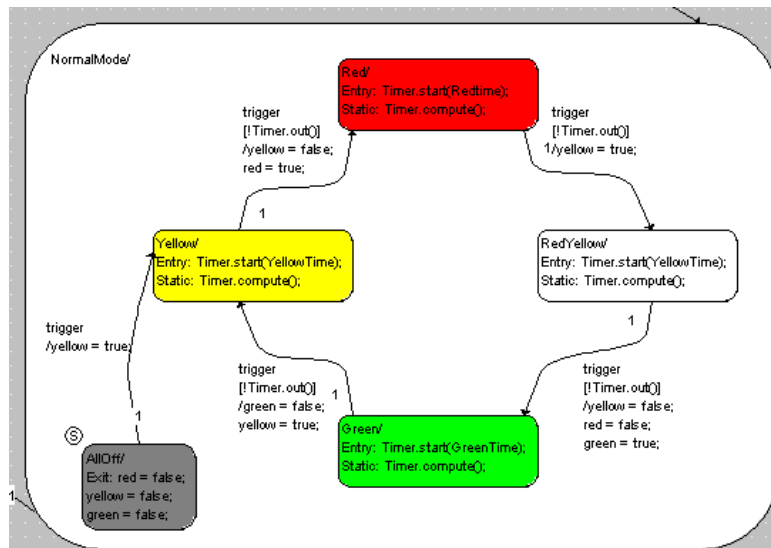 NormalMode/
Red/
Entry: Timer.start(Redtime);
Static: Timer.compute();
trigger
[!Timer.out()]
/yellow = false;
red = true;
1
trigger
[!Timer.out()]
/yellow = true;
1
Yellow/
Entry: Timer.start(YellowTime);
Static: Timer.compute();
RedYellow/
Entry: Timer.start(YellowTime);
Static: Timer.compute();
1
trigger
/yellow = true;
1
trigger
[!Timer.out()]
/green = false;
yellow = true;
1
trigger
[!Timer.out()]
/yellow = false;
red = false;
green = true;
Green/
Entry: Timer.start(GreenTime);
Static: Timer.compute();
S
AllOff/
Exit: red = false;
yellow = false;
green = false;
1